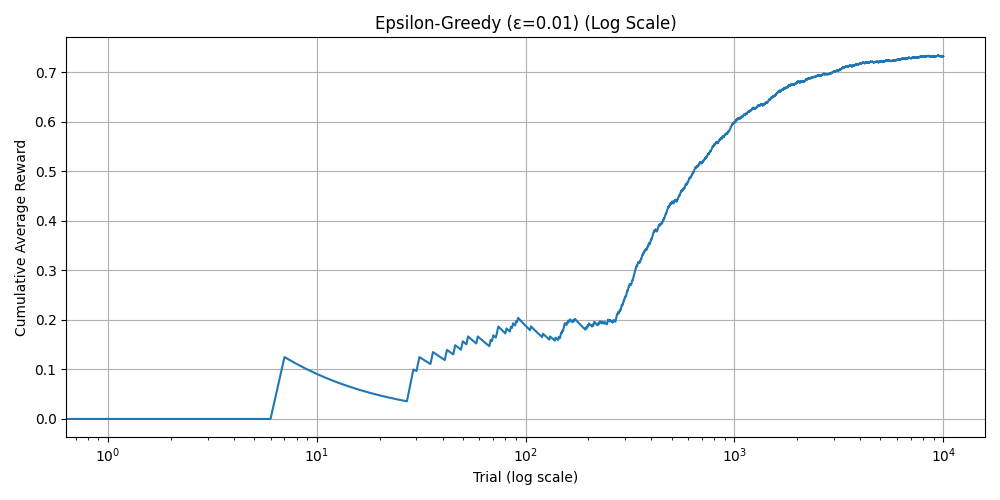 Epsilon-Greedy (ε=0.01) (Log Scale)
Cumulative Average Reward
0.7
0.6
0.5
0.4
0.3
0.2
0.1
0.0
10⁰ 10¹ 10² 10³ 10⁴
Trial (log scale)